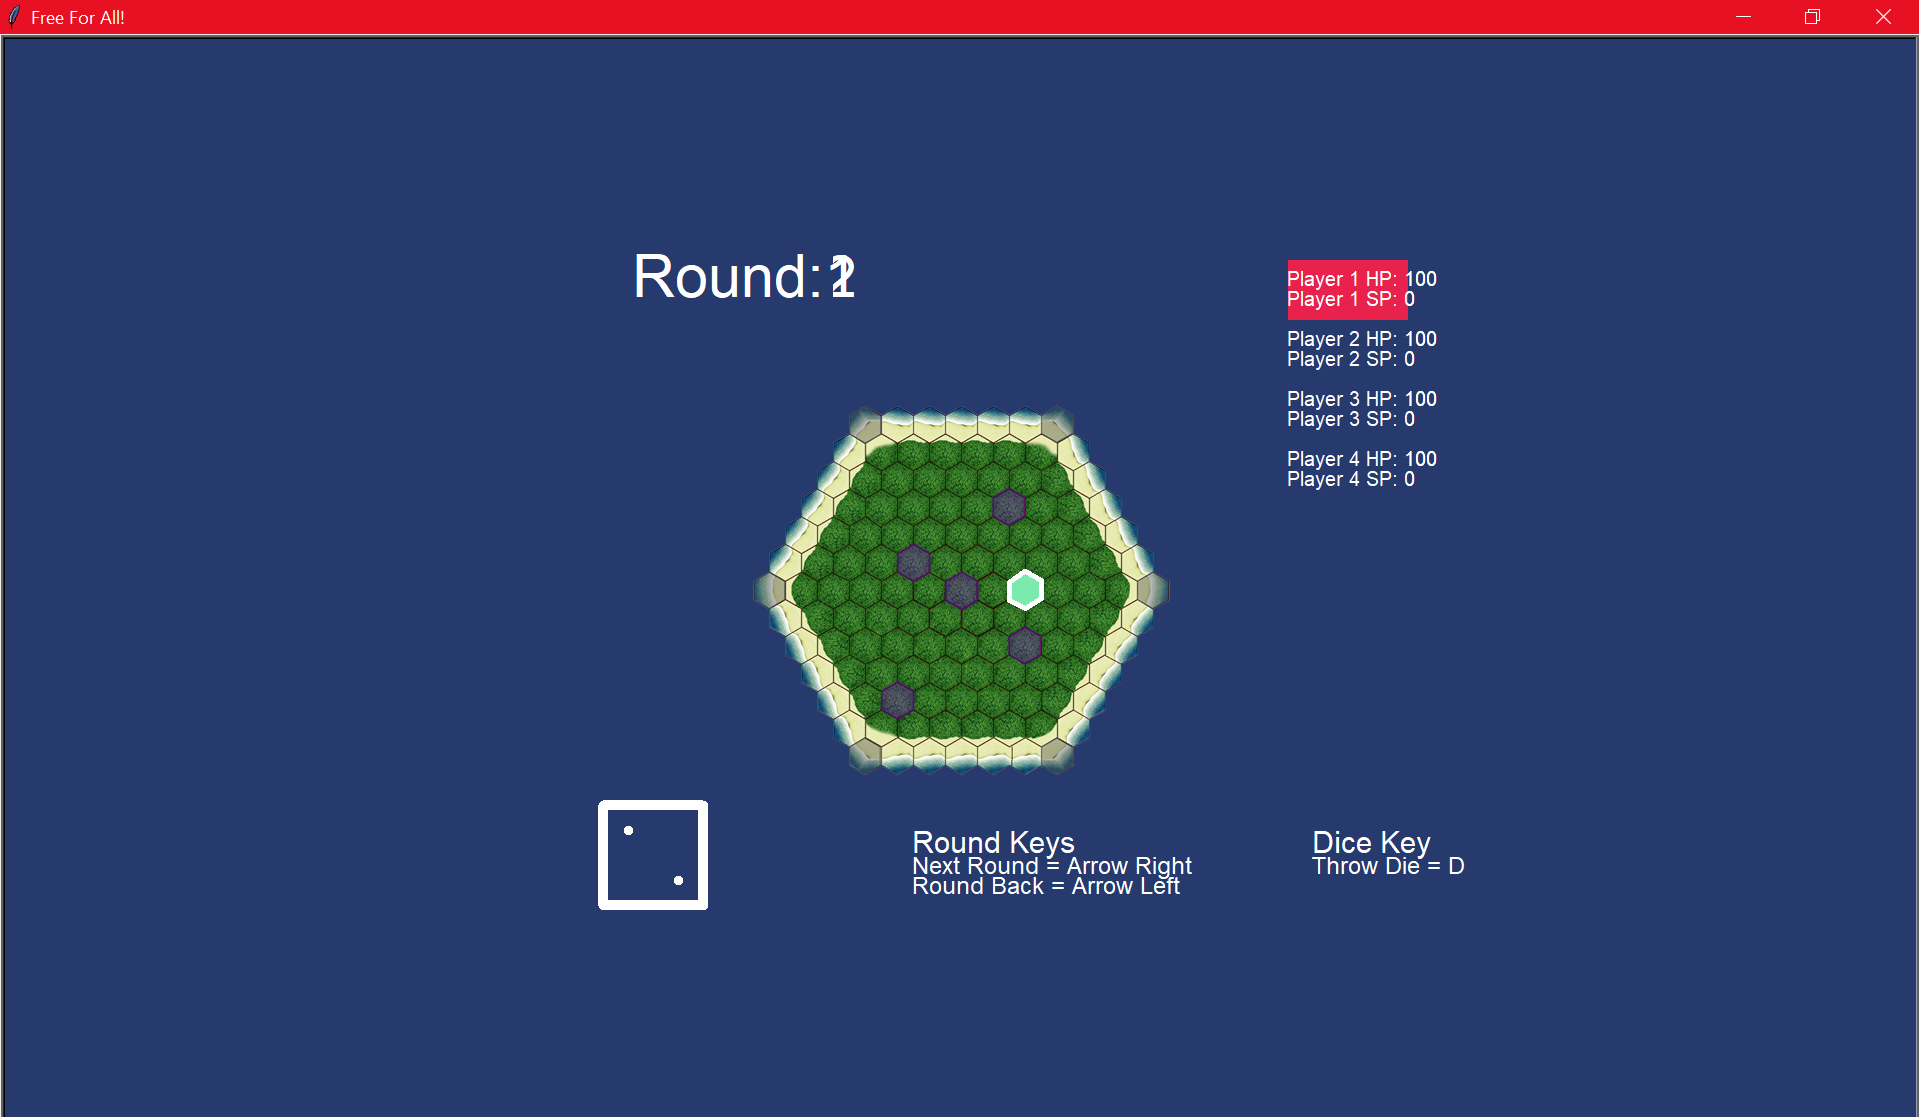 Free For All!
Round:
Player 1 HP: 100
Player 1 SP: 0
Player 2 HP: 100
Player 2 SP: 0
Player 3 HP: 100
Player 3 SP: 0
Player 4 HP: 100
Player 4 SP: 0
Round Keys
Next Round = Arrow Right
Round Back = Arrow Left
Dice Key
Throw Die = D